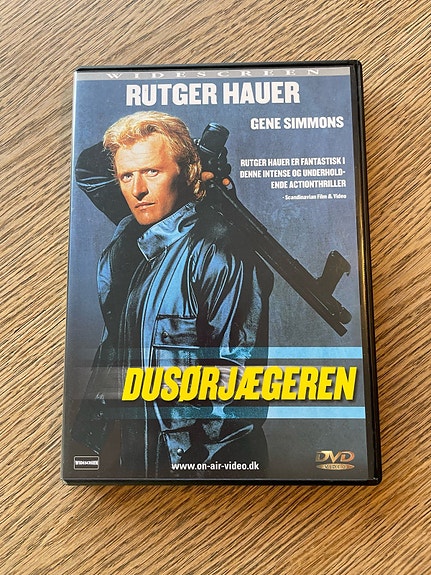 WIDESCREEN
RUTGER HAUER
GENE SIMMONS
RUTGER HAUER ER FANTASTISK I
DENNE INTENSE OG UNDERHOLD-
ENDE ACTIONTHRILLER
- Scandinavian Film & Video
DUSØRJÆGEREN
WIDESCREEN
www.on-air-video.dk
DVD
VIDEO